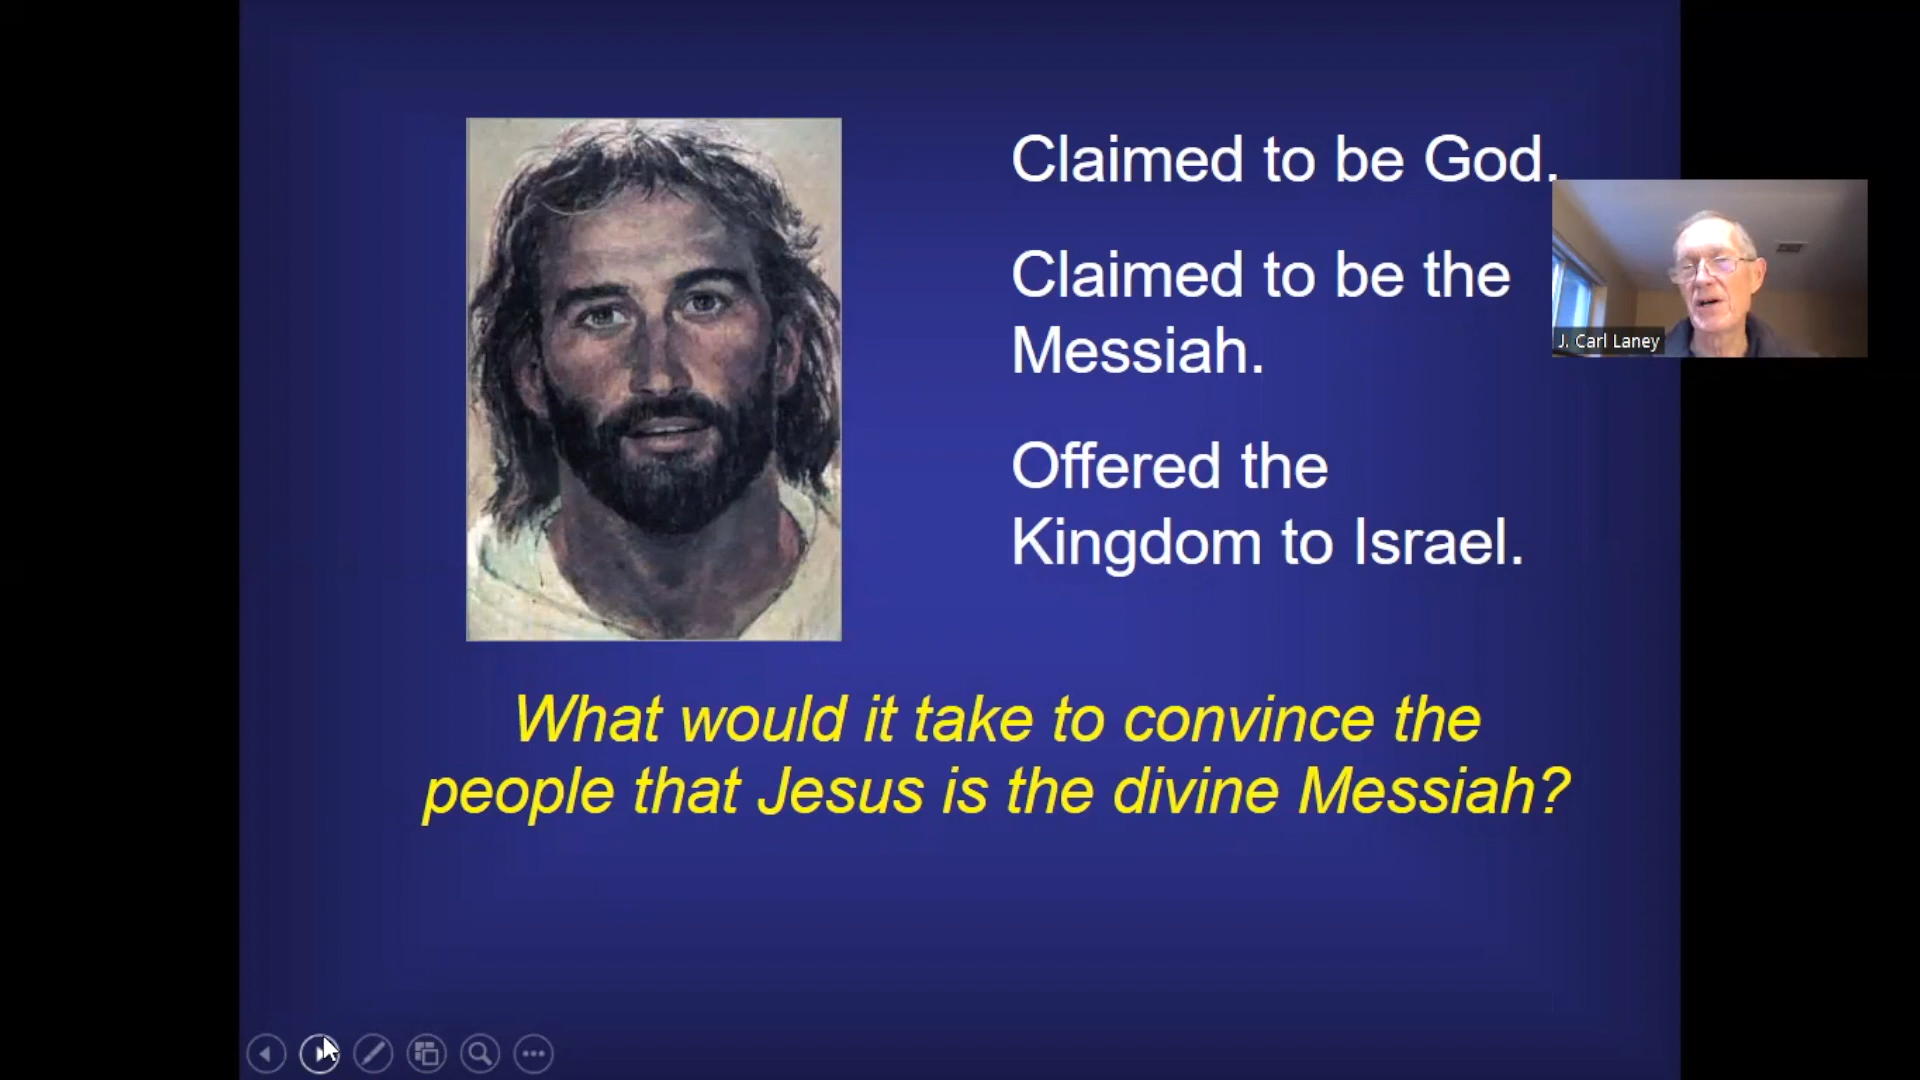 Claimed to be God.
Claimed to be the
Messiah.
Offered the
Kingdom to Israel.
J. Carl Laney
What would it take to convince the
people that Jesus is the divine Messiah?